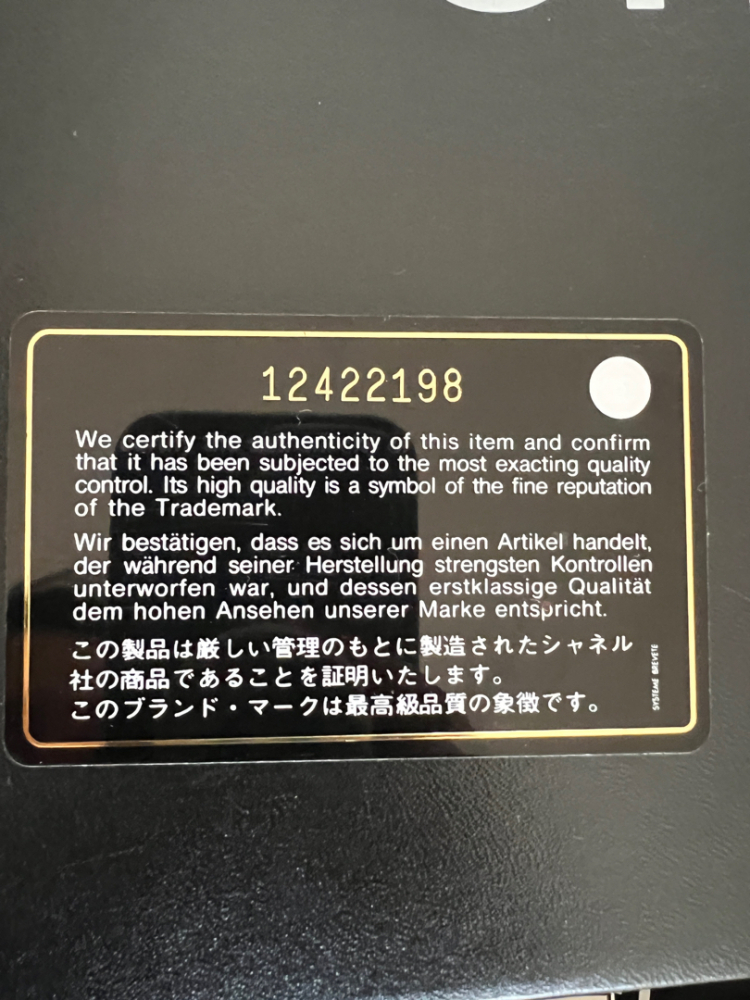 12422198
We certify the authenticity of this item and confirm
that it has been subjected to the most exacting quality
control. Its high quality is a symbol of the fine reputation
of the Trademark.
Wir bestätigen, dass es sich um einen Artikel handelt,
der während seiner Herstellung strengsten Kontrollen
unterworfen war, und dessen erstklassige Qualität
dem hohen Ansehen unserer Marke entspricht.
この製品は厳しい管理のもとに製造されたシャネル
社の商品であることを証明いたします。
このブランド・マークは最高級品質の象徴です。
SYSTEME BREVETE